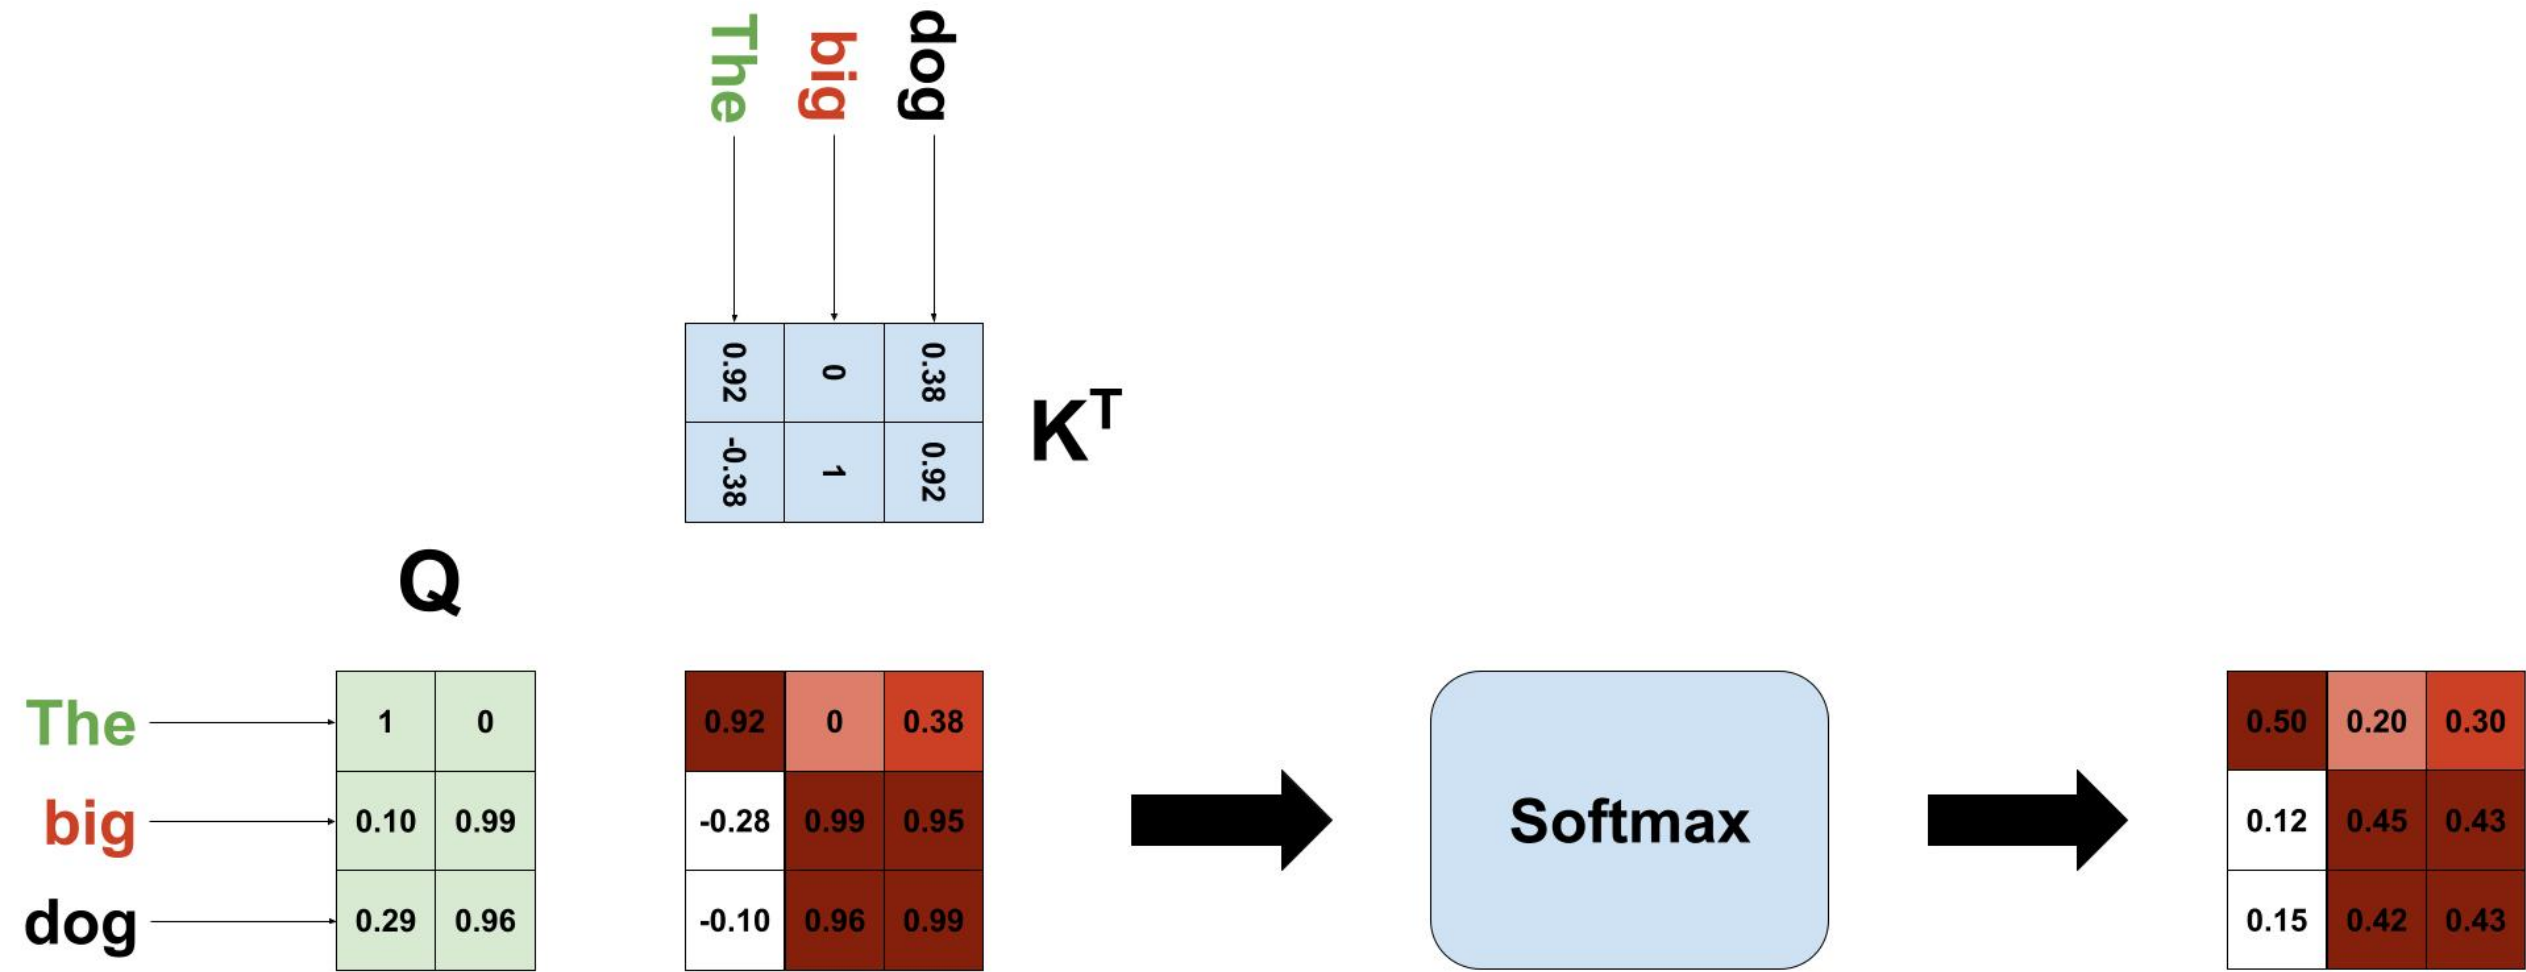 The big dog
0.92 0 0.38
-0.38 1 0.92
K^T
Q
The 1 0 0.92 0 0.38 0.50 0.20 0.30
big 0.10 0.99 -0.28 0.99 0.95 Softmax 0.12 0.45 0.43
dog 0.29 0.96 -0.10 0.96 0.99 0.15 0.42 0.43